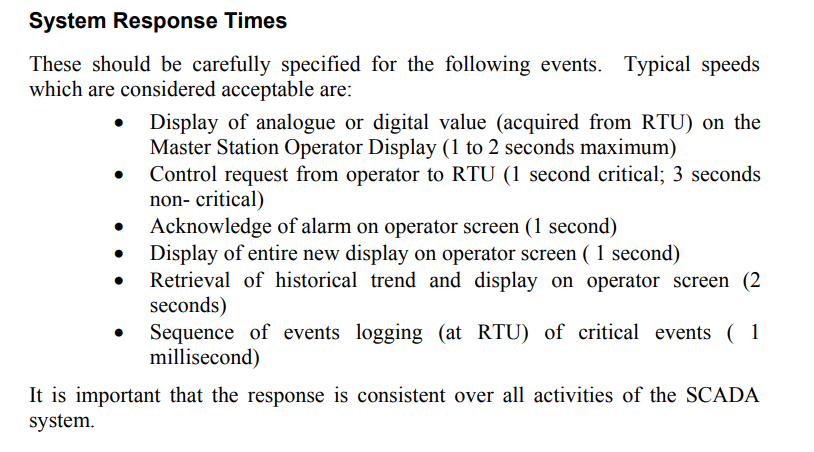 System Response Times
These should be carefully specified for the following events. Typical speeds
which are considered acceptable are:
• Display of analogue or digital value (acquired from RTU) on the
Master Station Operator Display (1 to 2 seconds maximum)
• Control request from operator to RTU (1 second critical; 3 seconds
non- critical)
• Acknowledge of alarm on operator screen (1 second)
• Display of entire new display on operator screen ( 1 second)
• Retrieval of historical trend and display on operator screen (2
seconds)
• Sequence of events logging (at RTU) of critical events ( 1
millisecond)
It is important that the response is consistent over all activities of the SCADA
system.